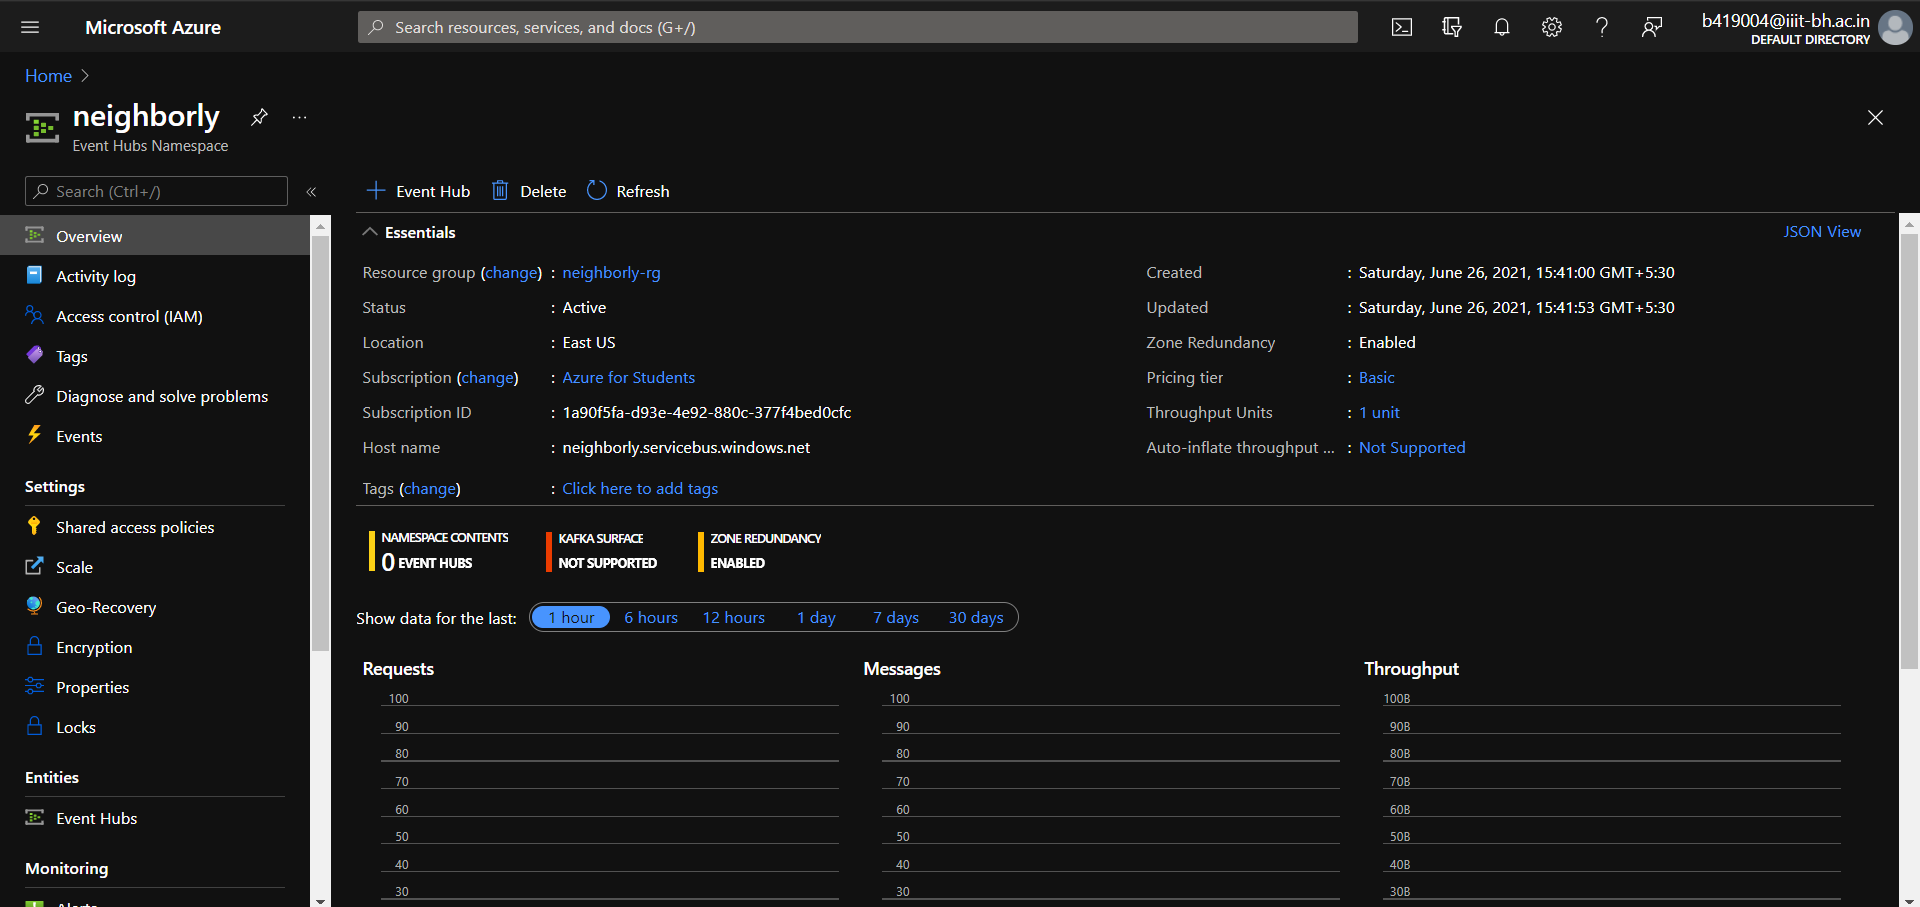 Microsoft Azure
Search resources, services, and docs (G+/)
b419004@iiit-bh.ac.in
DEFAULT DIRECTORY
Home
neighborly
Event Hubs Namespace
Search (Ctrl+/)
Overview
Activity log
Access control (IAM)
Tags
Diagnose and solve problems
Events
Settings
Shared access policies
Scale
Geo-Recovery
Encryption
Properties
Locks
Entities
Event Hubs
Monitoring
Alerts
Event Hub Delete Refresh
Essentials
JSON View
Resource group (change) : neighborly-rg
Status : Active
Location : East US
Subscription (change) : Azure for Students
Subscription ID : 1a90f5fa-d93e-4e92-880c-377f4bed0cfc
Host name : neighborly.servicebus.windows.net
Tags (change) : Click here to add tags
Created : Saturday, June 26, 2021, 15:41:00 GMT+5:30
Updated : Saturday, June 26, 2021, 15:41:53 GMT+5:30
Zone Redundancy : Enabled
Pricing tier : Basic
Throughput Units : 1 unit
Auto-inflate throughput ... : Not Supported
NAMESPACE CONTENTS
0 EVENT HUBS
KAFKA SURFACE
NOT SUPPORTED
ZONE REDUNDANCY
ENABLED
Show data for the last: 1 hour 6 hours 12 hours 1 day 7 days 30 days
Requests
100
90
80
70
60
50
40
30
Messages
100
90
80
70
60
50
40
30
Throughput
100B
90B
80B
70B
60B
50B
40B
30B